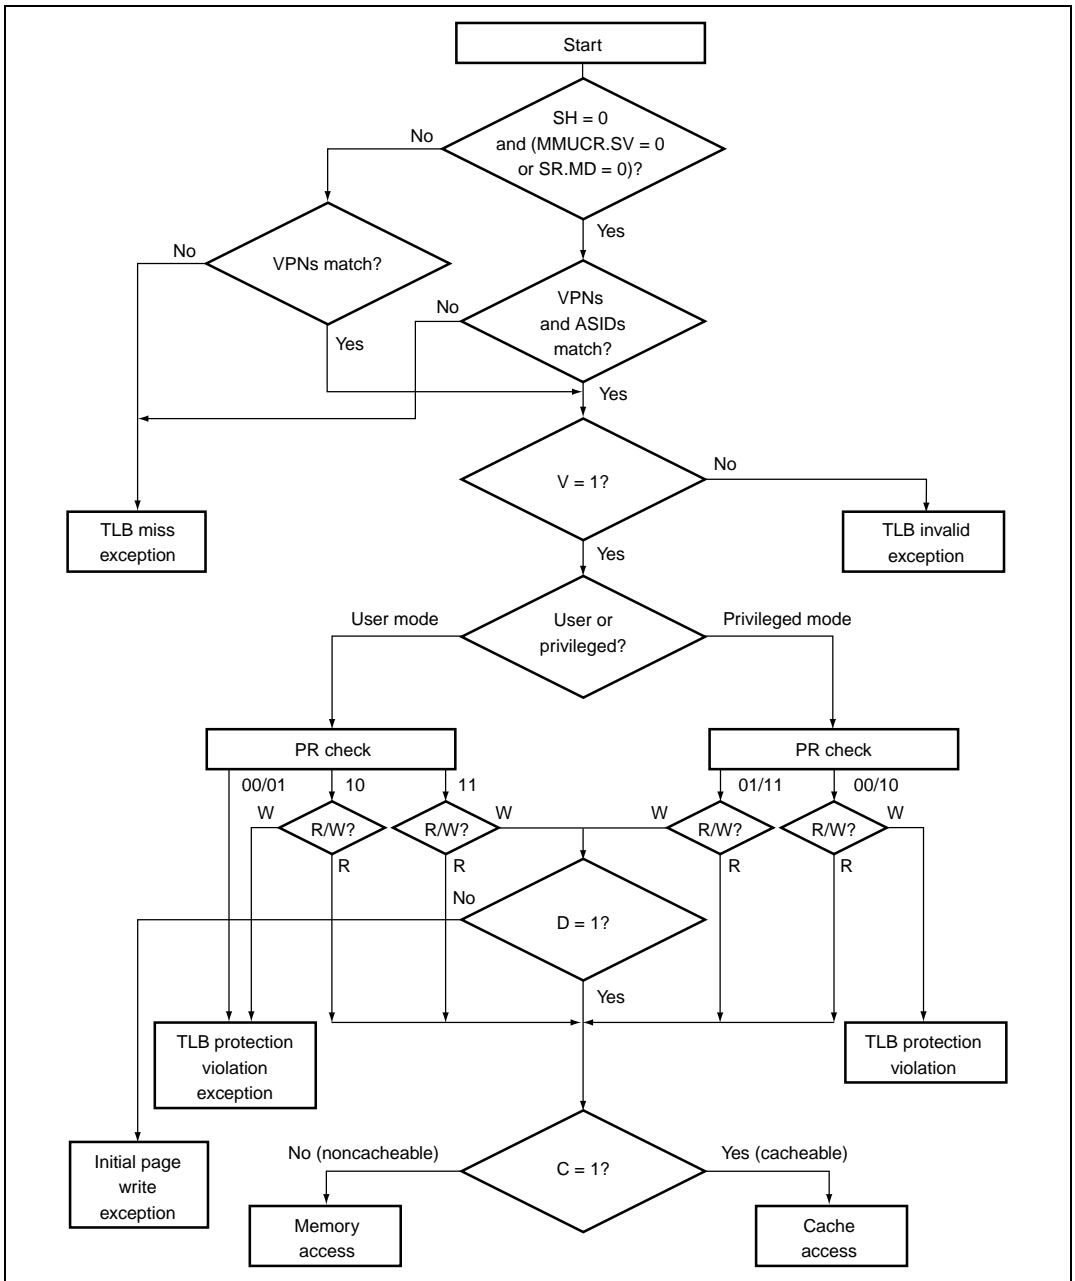 Start
SH = 0
and (MMUCR.SV = 0
or SR.MD = 0)?
No
Yes
No
VPNs match?
Yes
No
VPNs
and ASIDs
match?
Yes
V = 1?
No
Yes
TLB miss
exception
TLB invalid
exception
User mode
User or
privileged?
Privileged mode
PR check
PR check
00/01
10
11
01/11
00/10
W
R/W?
R/W?
W
W
R/W?
R/W?
W
R
R
R
R
No
D = 1?
Yes
TLB protection
violation
exception
TLB protection
violation
Initial page
write
exception
No (noncacheable)
C = 1?
Yes (cacheable)
Memory
access
Cache
access